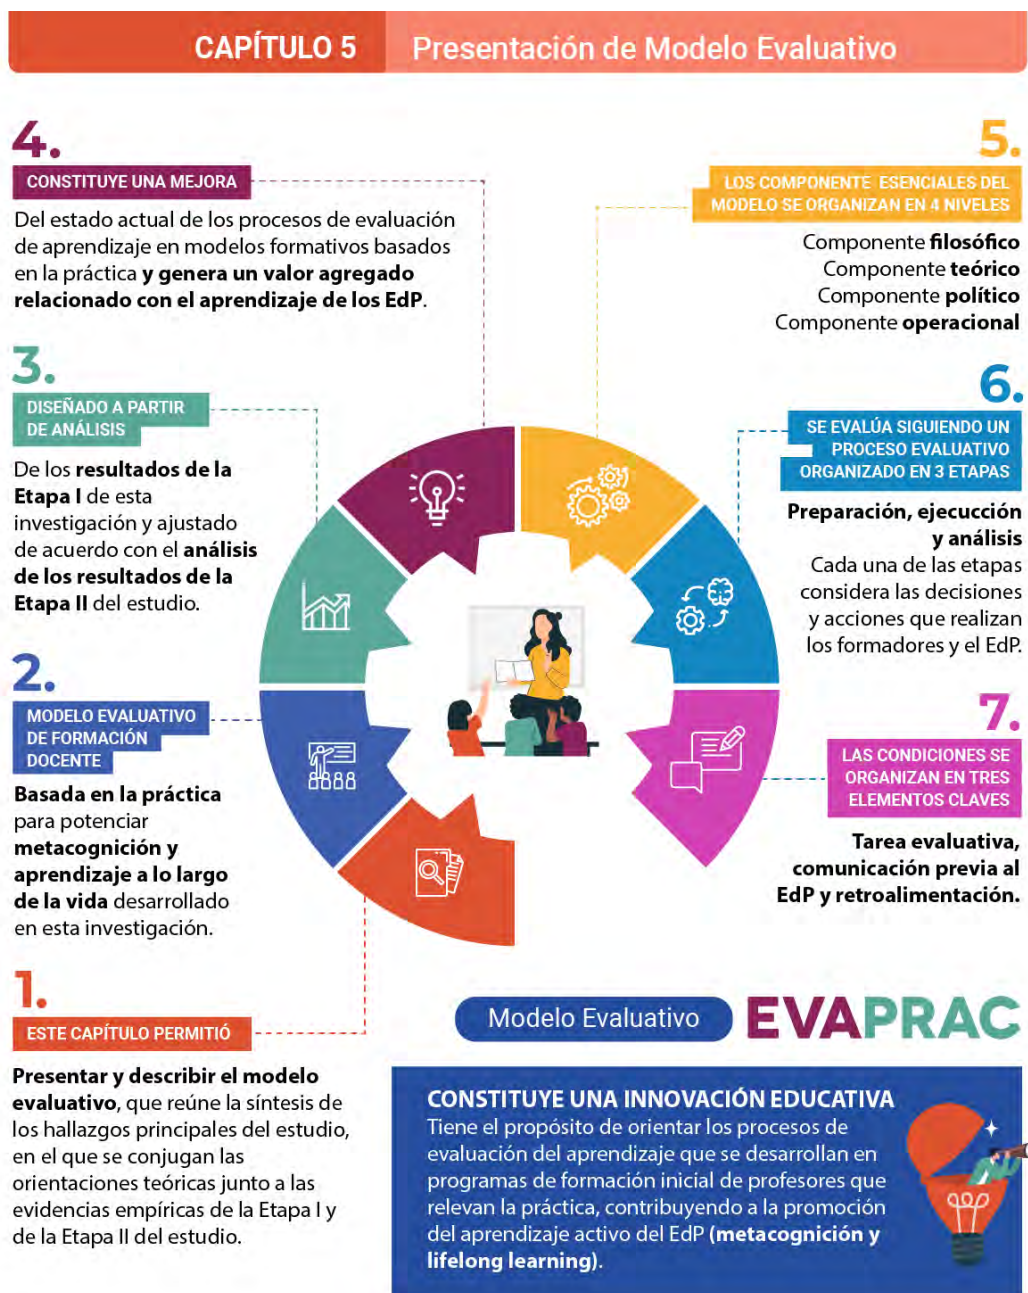 CAPÍTULO 5 Presentación de Modelo Evaluativo
4.
CONSTITUYE UNA MEJORA
Del estado actual de los procesos de evaluación
de aprendizaje en modelos formativos basados
en la práctica y genera un valor agregado
relacionado con el aprendizaje de los EdP.
3.
DISEÑADO A PARTIR
DE ANÁLISIS
De los resultados de la
Etapa I de esta
investigación y ajustado
de acuerdo con el análisis
de los resultados de la
Etapa II del estudio.
2.
MODELO EVALUATIVO
DE FORMACIÓN
DOCENTE
Basada en la práctica
para potenciar
metacognición y
aprendizaje a lo largo
de la vida desarrollado
en esta investigación.
1.
ESTE CAPÍTULO PERMITIÓ
Presentar y describir el modelo
evaluativo, que reúne la síntesis de
los hallazgos principales del estudio,
en el que se conjugan las
orientaciones teóricas junto a las
evidencias empíricas de la Etapa I y
de la Etapa II del estudio.
5.
LOS COMPONENTE ESENCIALES DEL
MODELO SE ORGANIZAN EN 4 NIVELES
Componente filosófico
Componente teórico
Componente político
Componente operacional
6.
SE EVALÚA SIGUIENDO UN
PROCESO EVALUATIVO
ORGANIZADO EN 3 ETAPAS
Preparación, ejecución
y análisis
Cada una de las etapas
considera las decisiones
y acciones que realizan
los formadores y el EdP.
7.
LAS CONDICIONES SE
ORGANIZAN EN TRES
ELEMENTOS CLAVES
Tarea evaluativa,
comunicación previa al
EdP y retroalimentación.
Modelo Evaluativo EVAPRAC
CONSTITUYE UNA INNOVACIÓN EDUCATIVA
Tiene el propósito de orientar los procesos de
evaluación del aprendizaje que se desarrollan en
programas de formación inicial de profesores que
relevan la práctica, contribuyendo a la promoción
del aprendizaje activo del EdP (metacognición y
lifelong learning).